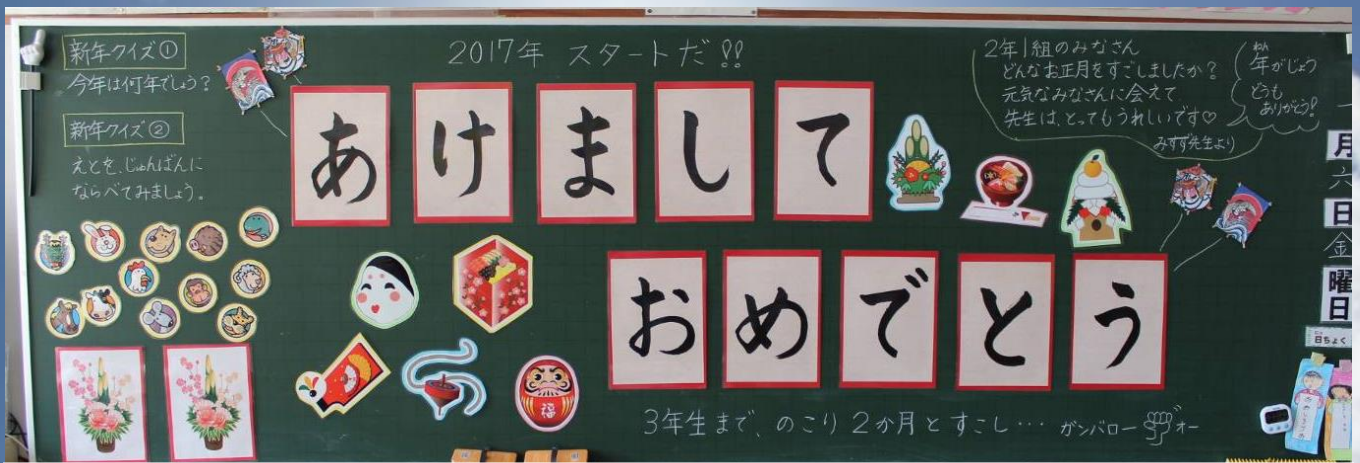 新年クイズ①
今年は何年でしょう?
新年クイズ②
えとを、じゅんばんに
ならべてみましょう。
2017年 スタートだ!!
あけまして
おめでとう
2年1組のみなさん
どんなお正月をすごしましたか?
元気なみなさんに会えて
先生は、とってもうれしいです♡
みすず先生より
年がじょう
どうも
ありがとう!
福
3年生まで、のこり2か月とすこし… ガンバロー オー
一
月
六
日
金
曜
日
日ちょく